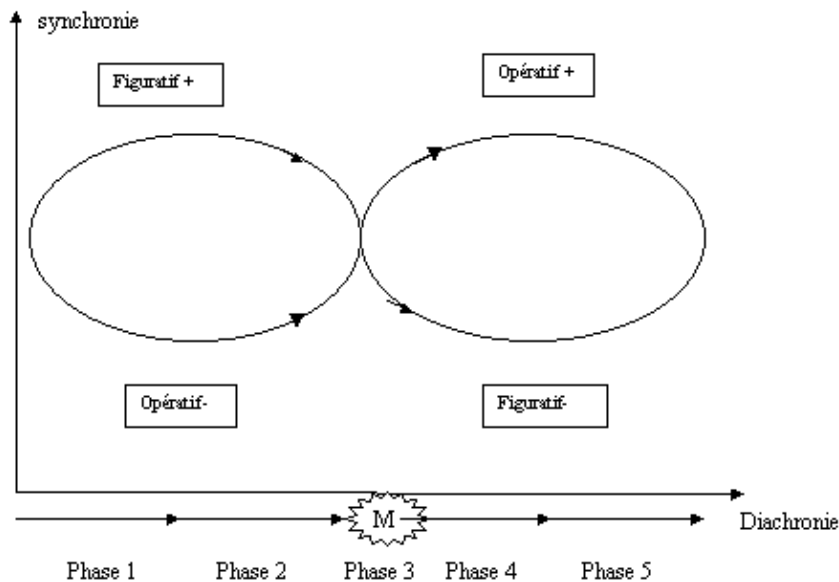 synchronie
Figuratif +
Opératif +
Opératif-
Figuratif-
M
Diachronie
Phase 1
Phase 2
Phase 3
Phase 4
Phase 5